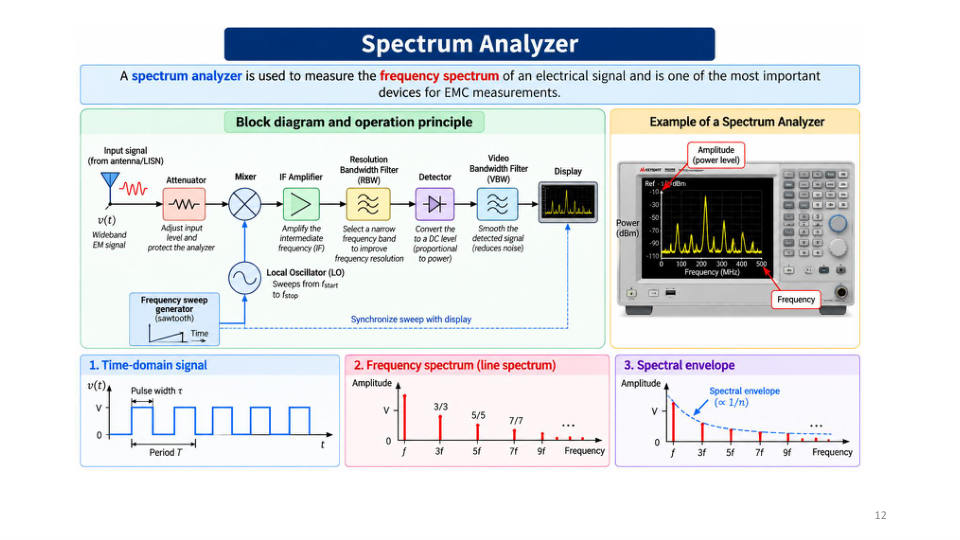 Spectrum Analyzer
A spectrum analyzer is used to measure the frequency spectrum of an electrical signal and is one of the most important
devices for EMC measurements.
Block diagram and operation principle
Input signal
(from antenna/LISN)
v(t)
Wideband
EM signal
Attenuator
Adjust input
level and
protect the analyzer
Mixer
IF Amplifier
Amplify the
intermediate
frequency (IF)
Resolution
Bandwidth Filter
(RBW)
Select a narrow
frequency band
to improve
frequency resolution
Detector
Convert the
to a DC level
(proportional
to power)
Video
Bandwidth Filter
(VBW)
Smooth the
detected signal
(reduces noise)
Display
Local Oscillator (LO)
Sweeps from fstart
to fstop
Frequency sweep
generator
(sawtooth)
Time
Synchronize sweep with display
Example of a Spectrum Analyzer
Amplitude
(power level)
Ref dBm
Power
(dBm)
-10
-30
-50
-70
-90
-110
0 100 200 300 400 500
Frequency (MHz)
Frequency
1. Time-domain signal
v(t)
Pulse width τ
V
0
Period T
t
2. Frequency spectrum (line spectrum)
Amplitude
V
0
3/3
5/5
7/7
...
f 3f 5f 7f 9f Frequency
3. Spectral envelope
Amplitude
V
0
Spectral envelope
(∝ 1/n)
...
f 3f 5f 7f 9f Frequency
12